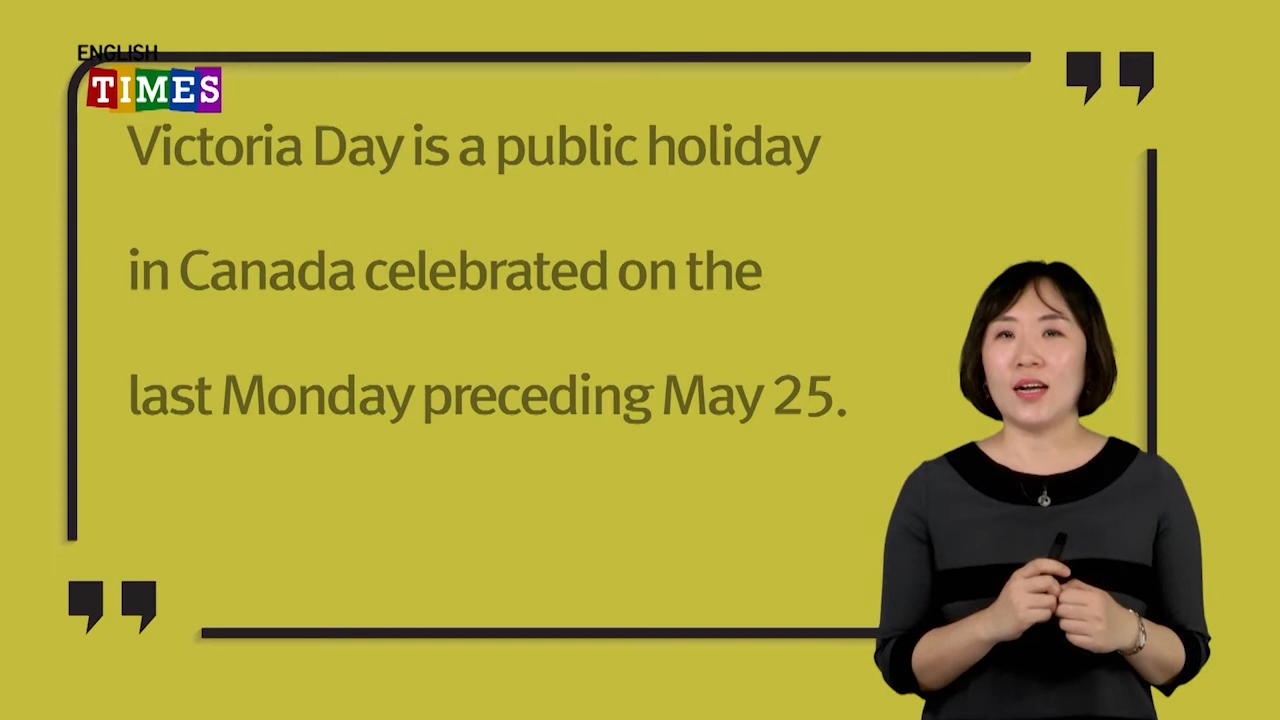 ENGLISH
TIMES
Victoria Day is a public holiday
in Canada celebrated on the
last Monday preceding May 25.